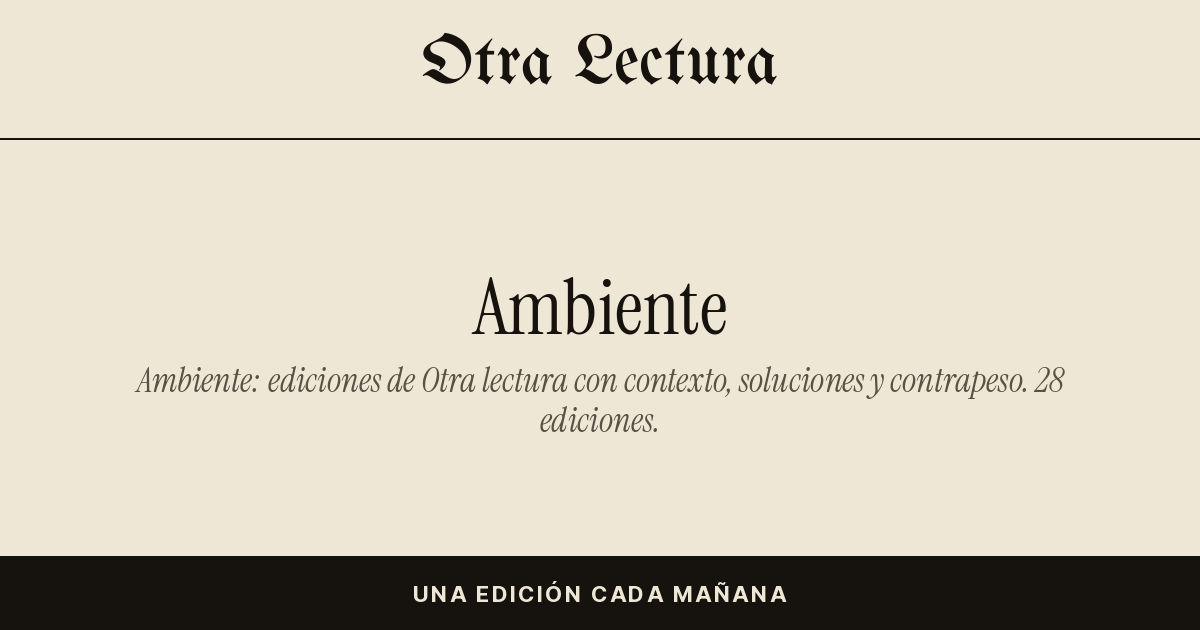 Otra Lectura
Ambiente
Ambiente: ediciones de Otra lectura con contexto, soluciones y contrapeso. 28
ediciones.
UNA EDICIÓN CADA MAÑANA